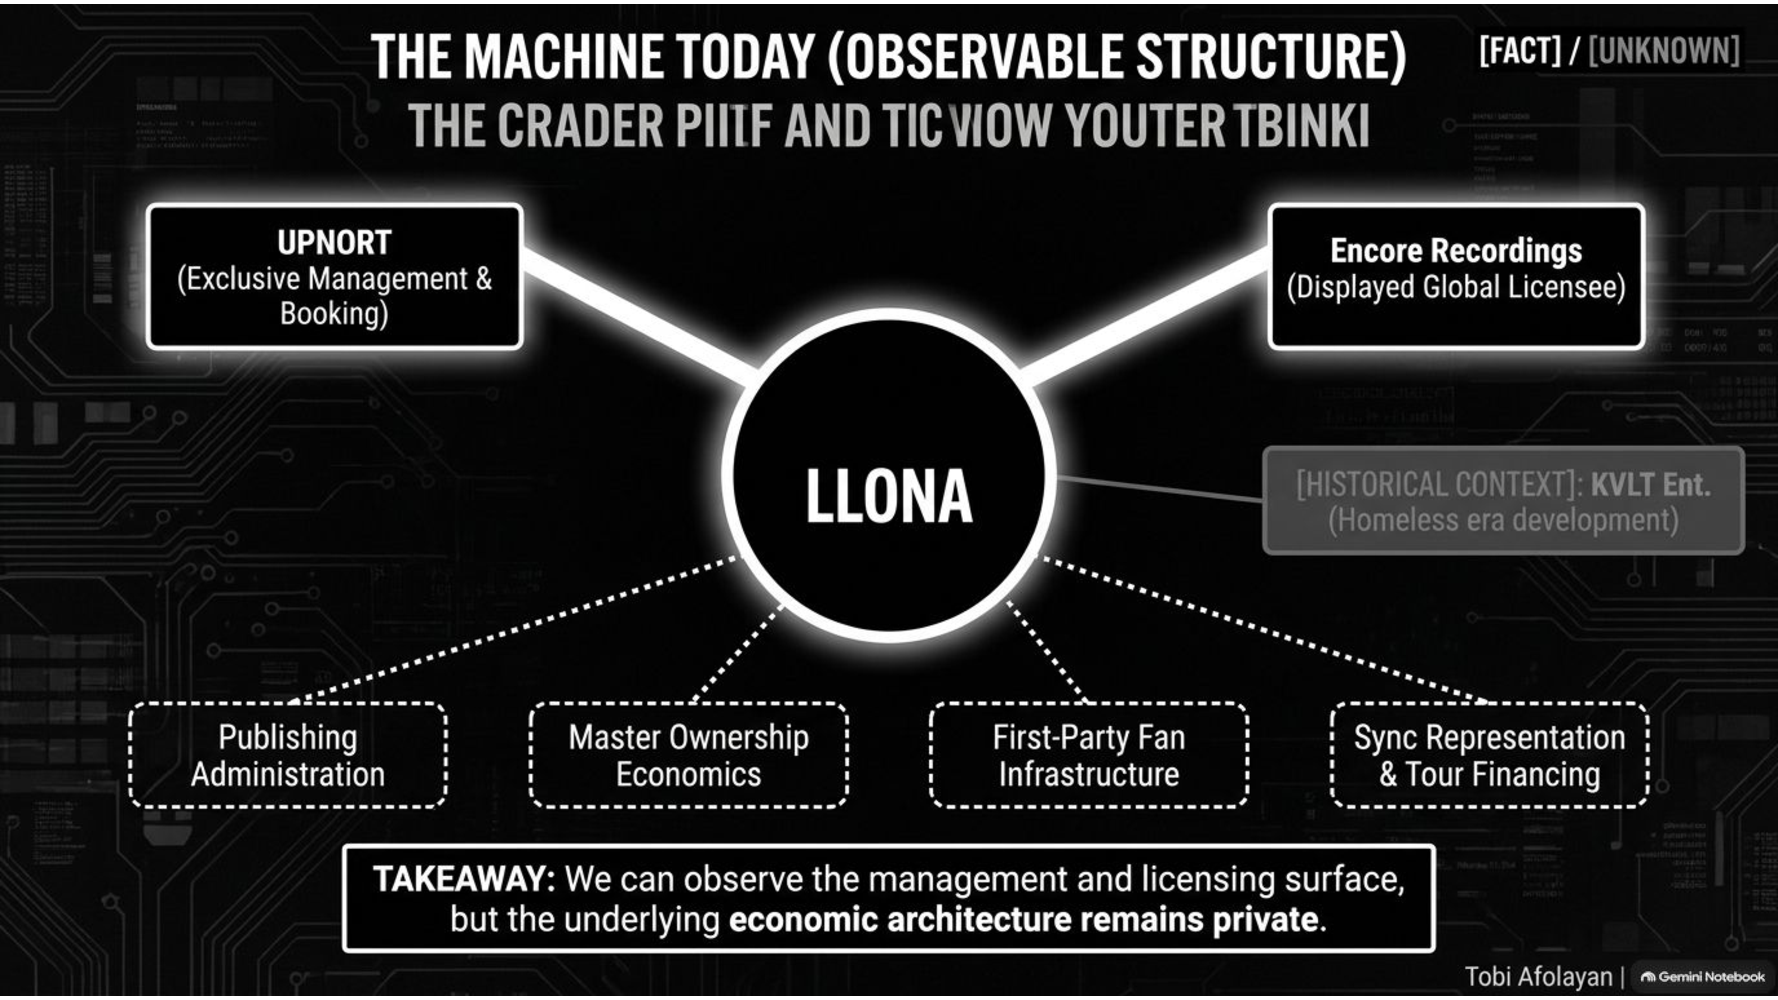 THE MACHINE TODAY (OBSERVABLE STRUCTURE)
[FACT] / [UNKNOWN]
THE CRADER PIITF AND TIC VIOW YOUTER TBINKI
UPNORT
(Exclusive Management &
Booking)
Encore Recordings
(Displayed Global Licensee)
LLONA
[HISTORICAL CONTEXT]: KVLT Ent.
(Homeless era development)
Publishing
Administration
Master Ownership
Economics
First-Party Fan
Infrastructure
Sync Representation
& Tour Financing
TAKEAWAY: We can observe the management and licensing surface,
but the underlying economic architecture remains private.
Tobi Afolayan |
Gemini Notebook